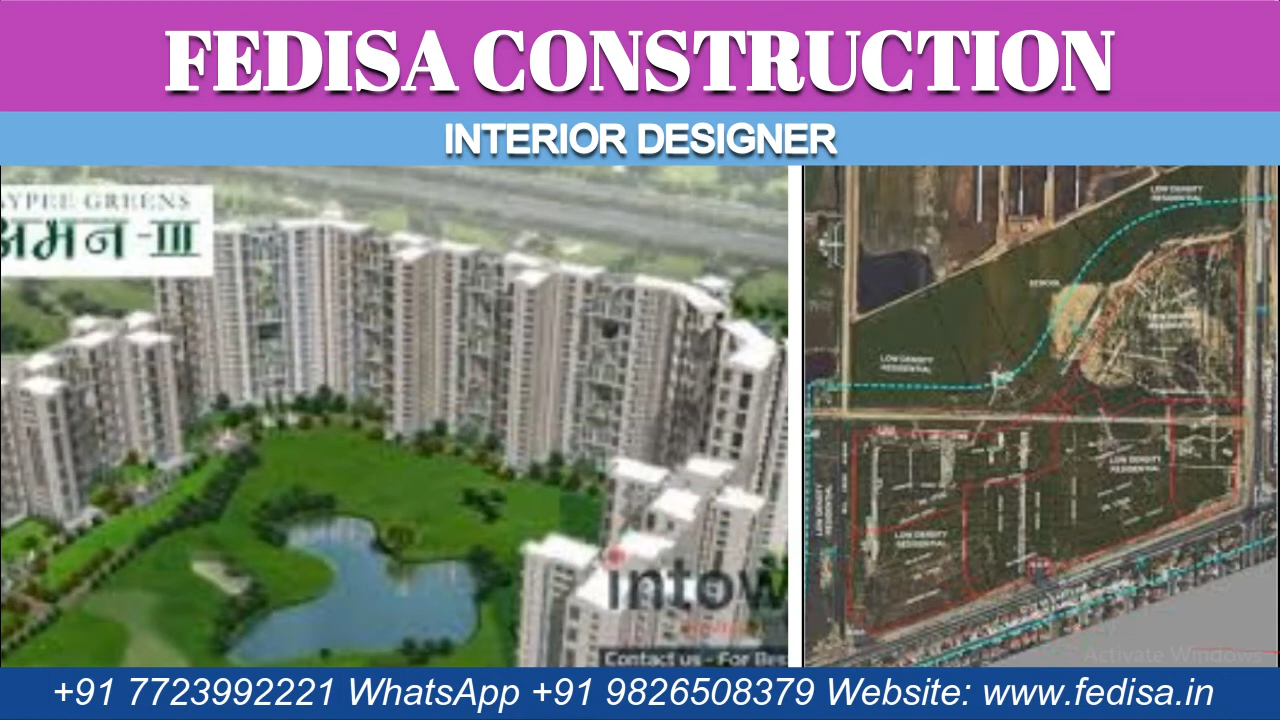 FEDISA CONSTRUCTION
INTERIOR DESIGNER
AYPEE GREENS
अमन -III
intow
Contact us - For Bes
LOW DENSITY
RESIDENTIAL
SCHOOL
LOW DENSITY
RESIDENTIAL
LOW DENSITY
RESIDENTIAL
LOW DENSITY
RESIDENTIAL
Activate Windows
+91 7723992221 WhatsApp +91 9826508379 Website: www.fedisa.in